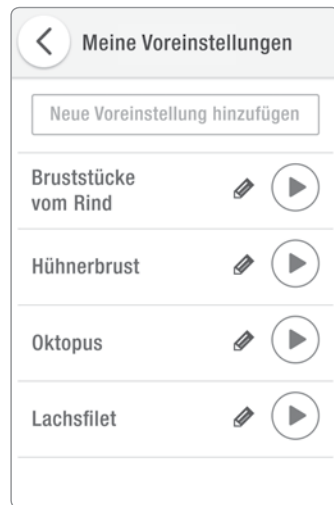 Meine Voreinstellungen
Neue Voreinstellung hinzufügen
Bruststücke
vom Rind
Hühnerbrust
Oktopus
Lachsfilet